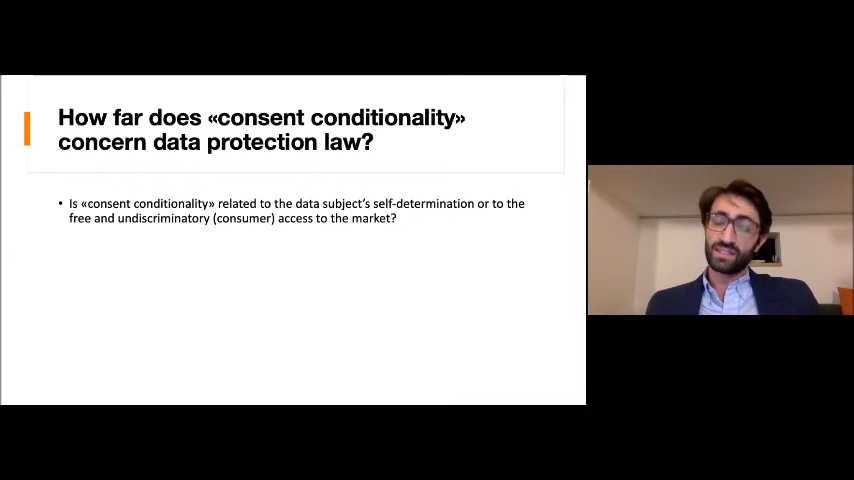 How far does «consent conditionality»
concern data protection law?
• Is «consent conditionality» related to the data subject's self-determination or to the
free and undiscriminatory (consumer) access to the market?